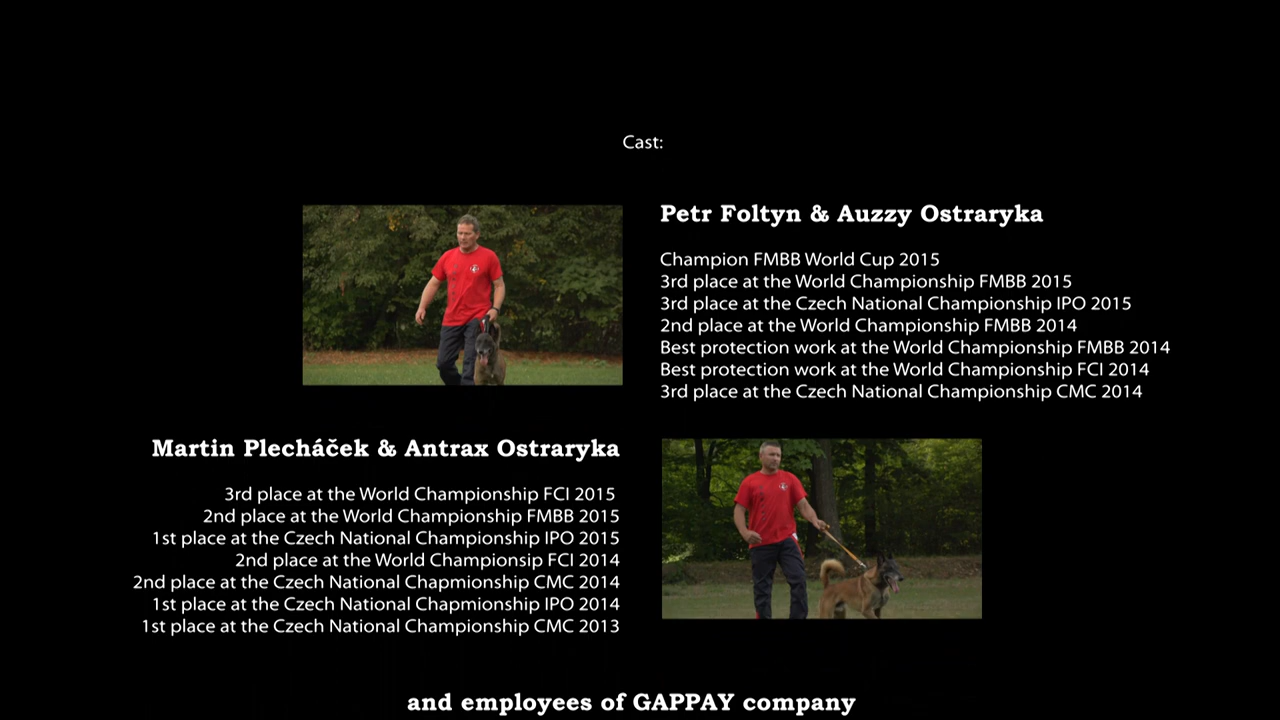 Cast:
Petr Foltyn & Auzzy Ostraryka
Champion FMBB World Cup 2015
3rd place at the World Championship FMBB 2015
3rd place at the Czech National Championship IPO 2015
2nd place at the World Championship FMBB 2014
Best protection work at the World Championship FMBB 2014
Best protection work at the World Championship FCI 2014
3rd place at the Czech National Championship CMC 2014
Martin Plecháček & Antrax Ostraryka
3rd place at the World Championship FCI 2015
2nd place at the World Championship FMBB 2015
1st place at the Czech National Championship IPO 2015
2nd place at the World Championsip FCI 2014
2nd place at the Czech National Chapmionship CMC 2014
1st place at the Czech National Chapmionship IPO 2014
1st place at the Czech National Championship CMC 2013
and employees of GAPPAY company